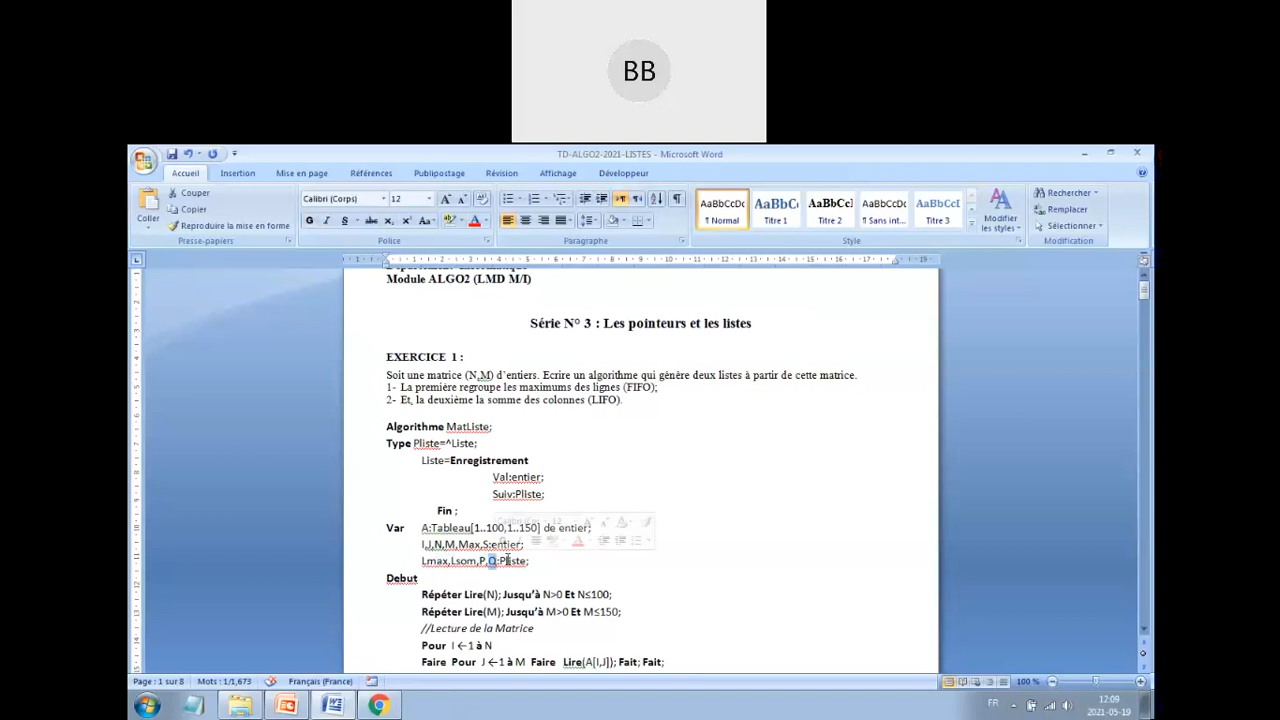 BB
TD-ALGO2-2021-LISTES - Microsoft Word
Accueil Insertion Mise en page Références Publipostage Révision Affichage Développeur
Couper
Copier
Reproduire la mise en forme
Coller
Presse-papiers
Calibri (Corps) 12
Police
Paragraphe
AaBbCcDc AaBbC AaBbCcl AaBbCcDc AaBbCcl
¶ Normal Titre 1 Titre 2 ¶ Sans int... Titre 3
Modifier les styles
Style
Rechercher
Remplacer
Sélectionner
Modification
Module ALGO2 (LMD M/I)
Série N° 3 : Les pointeurs et les listes
EXERCICE 1 :
Soit une matrice (N,M) d’entiers. Ecrire un algorithme qui génère deux listes à partir de cette matrice.
1- La première regroupe les maximums des lignes (FIFO);
2- Et, la deuxième la somme des colonnes (LIFO).
Algorithme MatListe;
Type Pliste=^Liste;
Liste=Enregistrement
Val:entier;
Suiv:Pliste;
Fin ;
Var A:Tableau[1..100,1..150] de entier;
I,J,N,M,Max,S:entier;
Lmax,Lsom,P,Q:Pliste;
Debut
Répéter Lire(N); Jusqu’à N>0 Et N≤100;
Répéter Lire(M); Jusqu’à M>0 Et M≤150;
//Lecture de la Matrice
Pour I ←1 à N
Faire Pour J ←1 à M Faire Lire(A[I,J]); Fait; Fait;
Page : 1 sur 8 Mots : 1/1,673 Français (France) 100 %
FR 12:09
2021-05-19